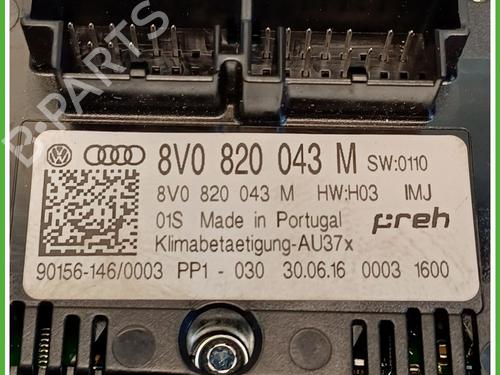 8V0 820 043 M SW:0110
8V0 820 043 M HW:H03 IMJ
01S Made in Portugal preh
Klimabetaetigung-AU37x
90156-146/0003 PP1 - 030 30.06.16 0003 1600
B-PARTS